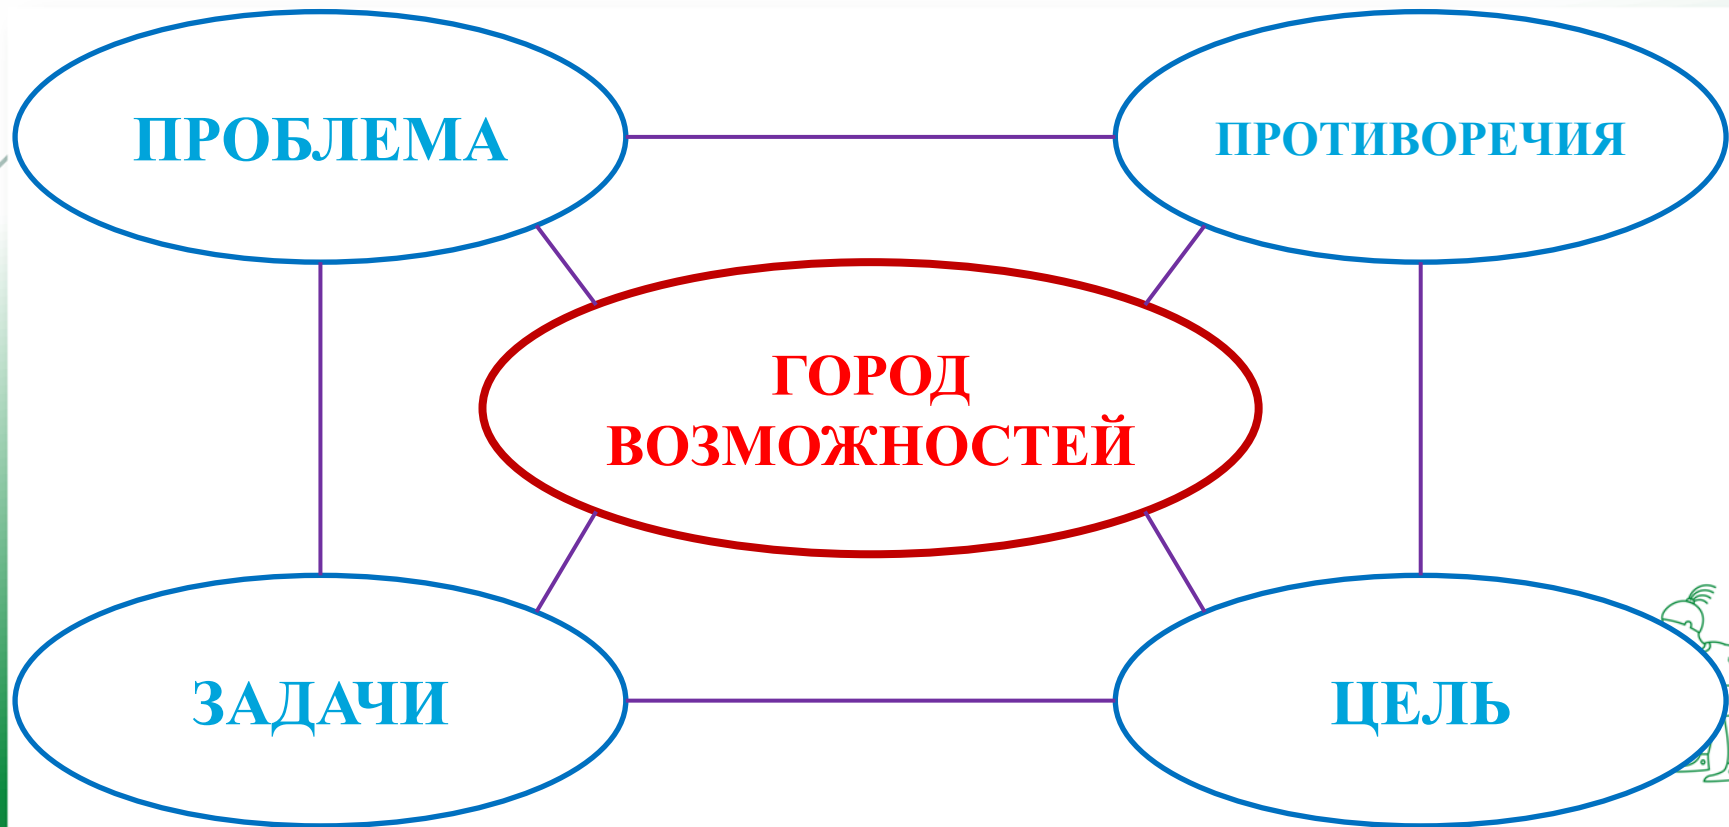 ПРОБЛЕМА
ПРОТИВОРЕЧИЯ
ГОРОД
ВОЗМОЖНОСТЕЙ
ЗАДАЧИ
ЦЕЛЬ